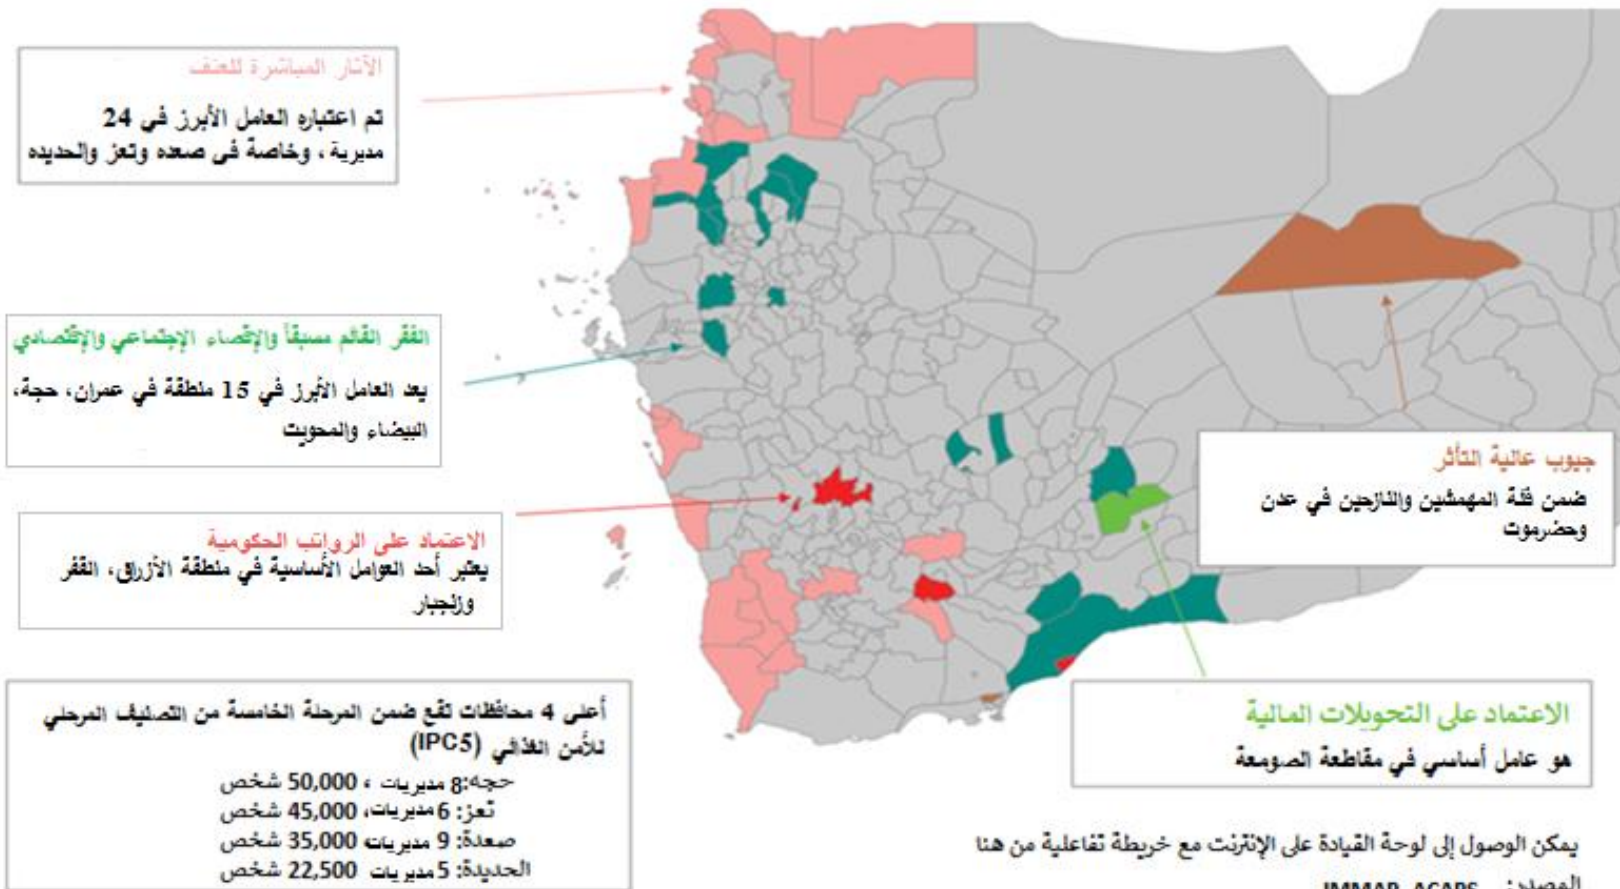 الآثار المباشرة للعنف
تم اعتباره العامل الأبرز في 24
مديرية ، وخاصة في صعده وتعز والحديده
الفقر القائم مسبقاً والإقصاء الإجتماعي والإقتصادي
يعد العامل الأبرز في 15 منطقة في عمران، حجة،
البيضاء والمحويت
الاعتماد على الرواتب الحكومية
يعتبر أحد العوامل الأساسية في منطقة الأزراق، القفر
وزنجبار
جيوب عالية التأثر
ضمن فئة المهمشين والنازحين في عدن
وحضرموت
الاعتماد على التحويلات المالية
هو عامل أساسي في مقاطعة الصومعة
أعلى 4 محافظات تقع ضمن المرحلة الخامسة من التصنيف المرحلي
للأمن الغذائي (IPC5)
حجه:8 مديريات ، 50,000 شخص
تعز: 6 مديريات، 45,000 شخص
صعدة: 9 مديريات 35,000 شخص
الحديدة: 5 مديريات 22,500 شخص
يمكن الوصول إلى لوحة القيادة على الإنترنت مع خريطة تفاعلية من هنا
المصدر: IMMAP, ACAPS